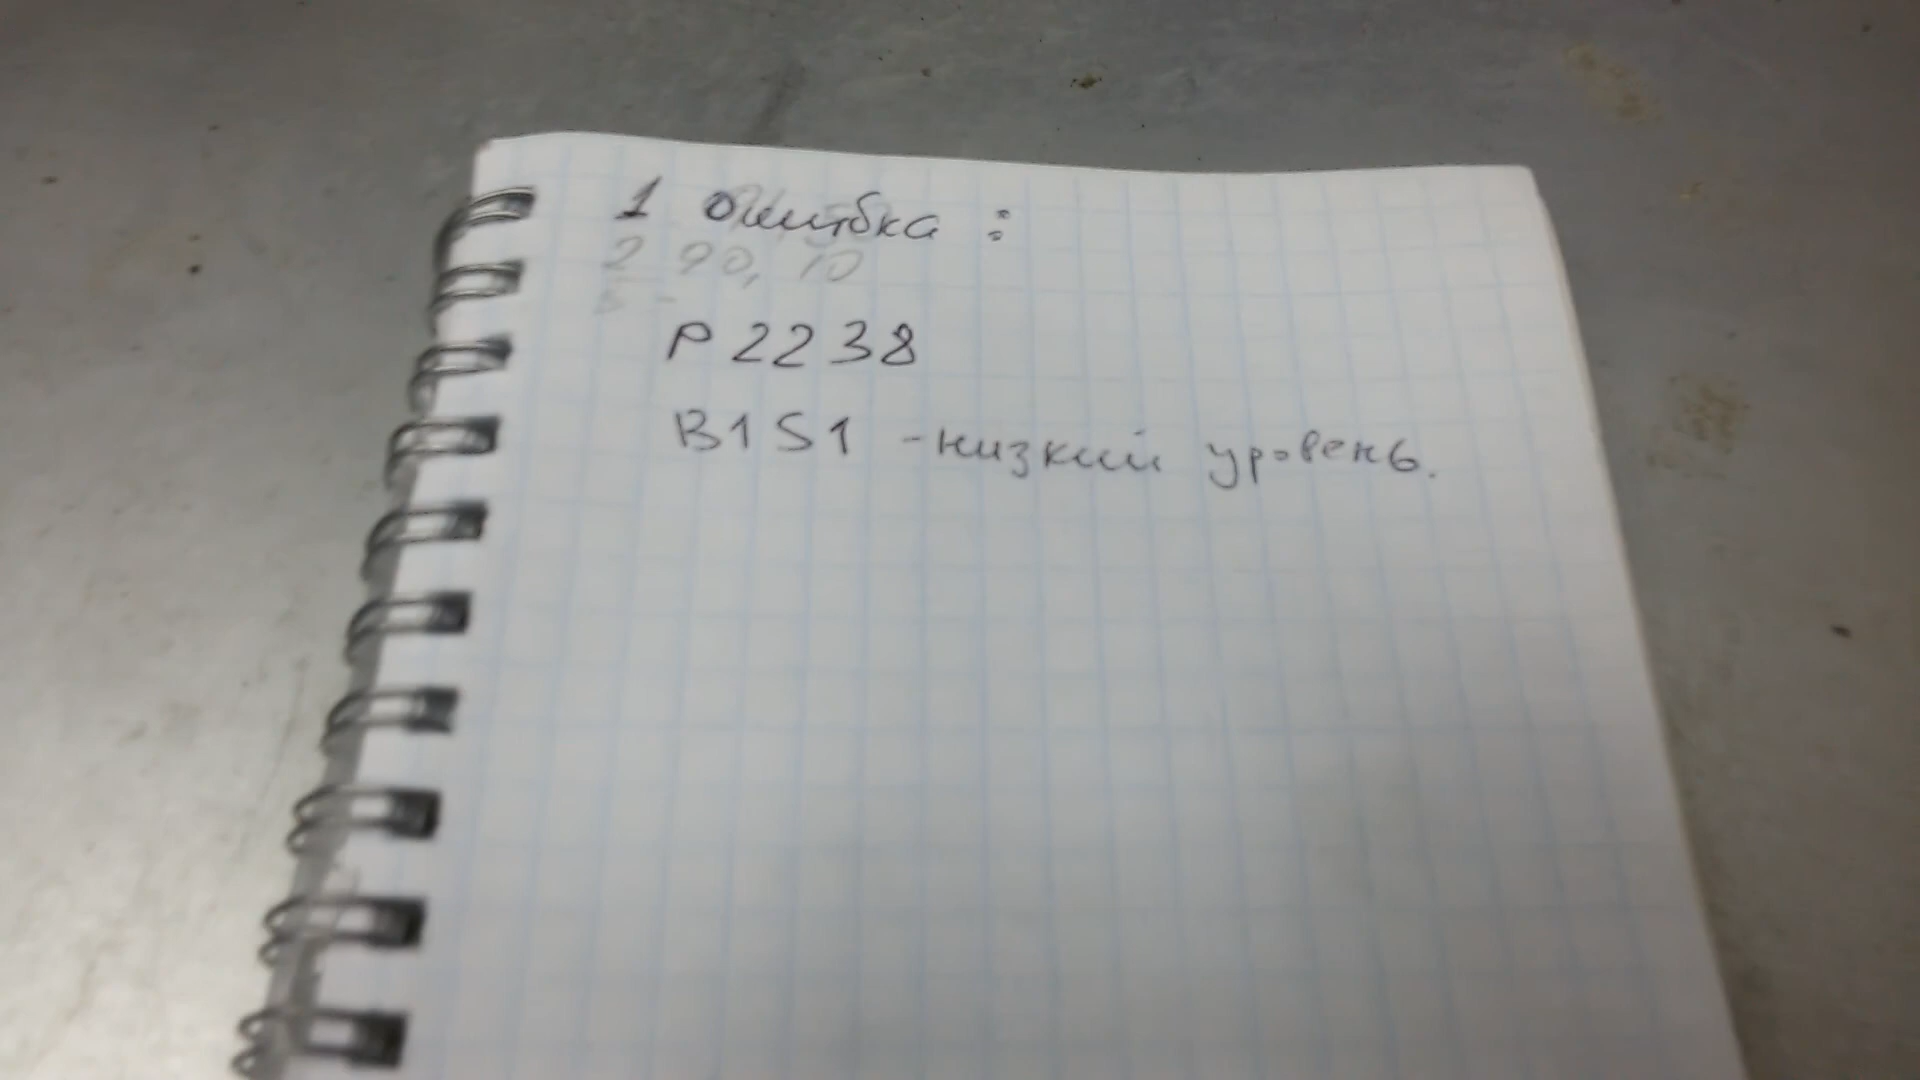 1 ошибка :
P2238
B1S1 - низкий уровень.